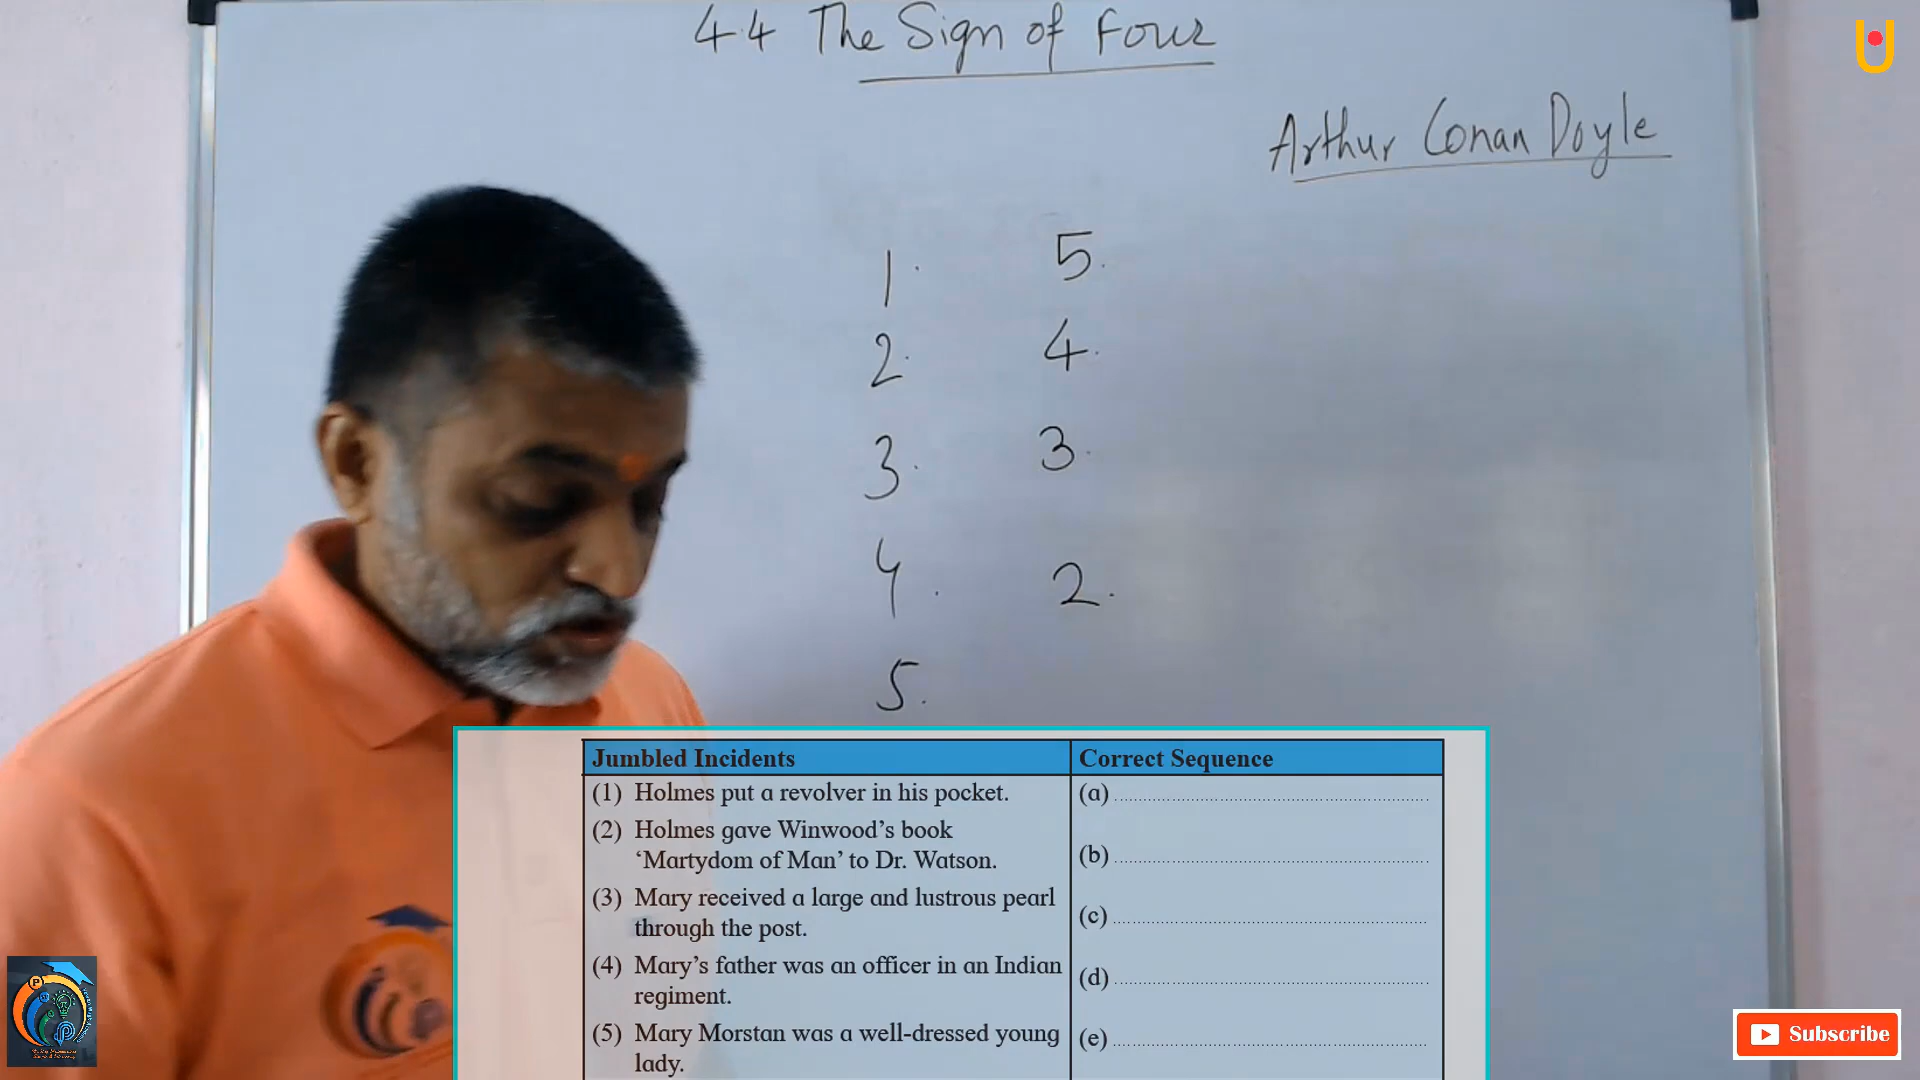 4.4 The Sign of Four
Arthur Conan Doyle
1. 5.
2. 4.
3. 3.
4. 2.
5.
Jumbled Incidents Correct Sequence
(1) Holmes put a revolver in his pocket. (a)
(2) Holmes gave Winwood's book
‘Martydom of Man’ to Dr. Watson. (b)
(3) Mary received a large and lustrous pearl
through the post. (c)
(4) Mary's father was an officer in an Indian
regiment. (d)
(5) Mary Morstan was a well-dressed young
lady. (e)
Subscribe